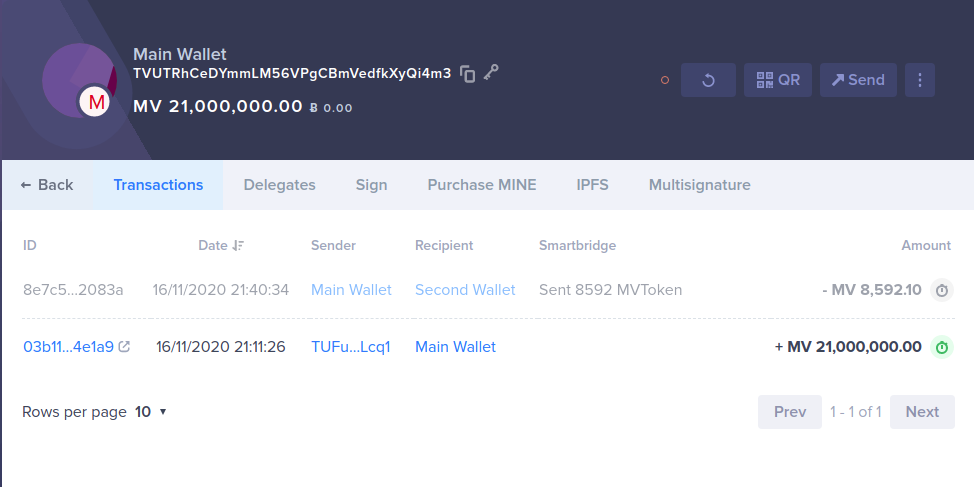 Main Wallet
TVUTRhCeDYmmLM56VPgCBmVedfkXyQi4m3
M
MV 21,000,000.00 Ƀ 0.00
QR
Send
← Back
Transactions
Delegates
Sign
Purchase MINE
IPFS
Multisignature
ID Date Sender Recipient Smartbridge Amount
8e7c5...2083a 16/11/2020 21:40:34 Main Wallet Second Wallet Sent 8592 MVToken - MV 8,592.10
03b11...4e1a9 16/11/2020 21:11:26 TUFu...Lcq1 Main Wallet + MV 21,000,000.00
Rows per page 10 Prev 1 - 1 of 1 Next